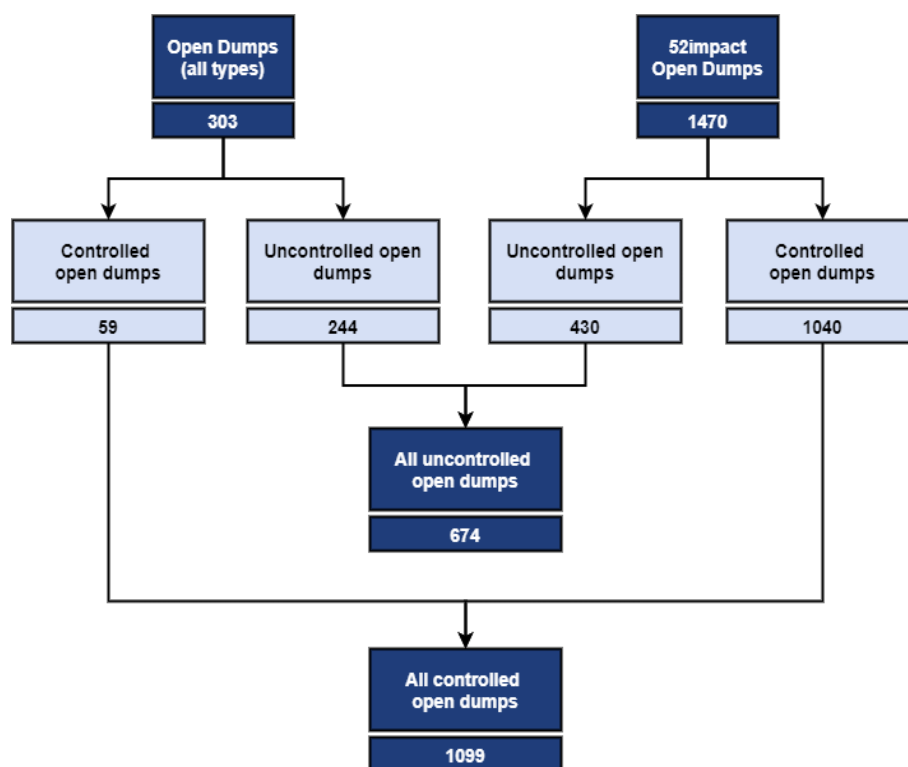 Open Dumps
(all types)
303
52impact
Open Dumps
1470
Controlled
open dumps
59
Uncontrolled open
dumps
244
Uncontrolled open
dumps
430
Controlled
open dumps
1040
All uncontrolled
open dumps
674
All controlled
open dumps
1099